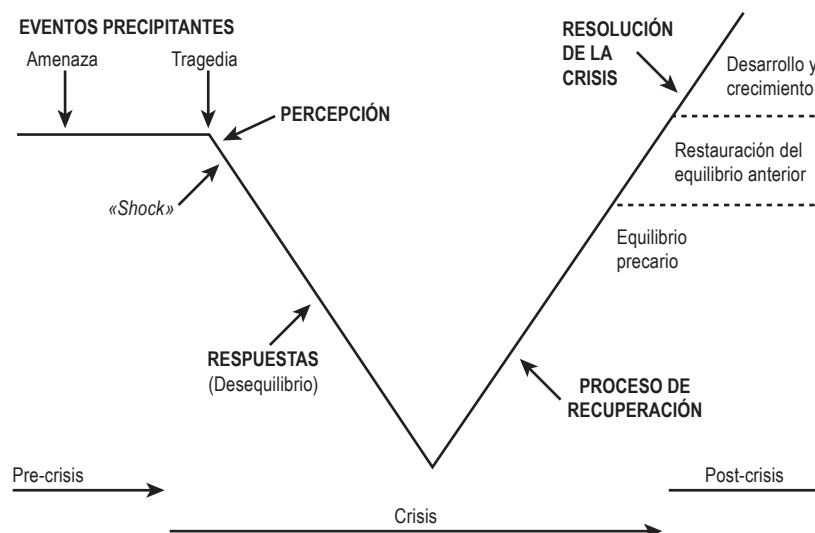 EVENTOS PRECIPITANTES
Amenaza
Tragedia
PERCEPCIÓN
«Shock»
RESPUESTAS
(Desequilibrio)
RESOLUCIÓN
DE LA
CRISIS
Desarrollo y
crecimiento
Restauración del
equilibrio anterior
Equilibrio
precario
PROCESO DE
RECUPERACIÓN
Pre-crisis
Crisis
Post-crisis